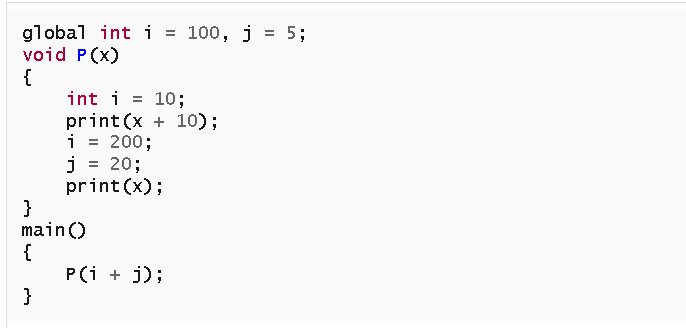 global int i = 100, j = 5;
void P(x)
{
    int i = 10;
    print(x + 10);
    i = 200;
    j = 20;
    print(x);
}
main()
{
    P(i + j);
}